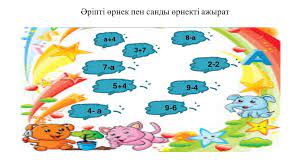 Әріпті өрнек пен санды өрнекті ажырат
а+4
8-а
3+7
7-а
2-2
5+4
9-4
4- а
9-6